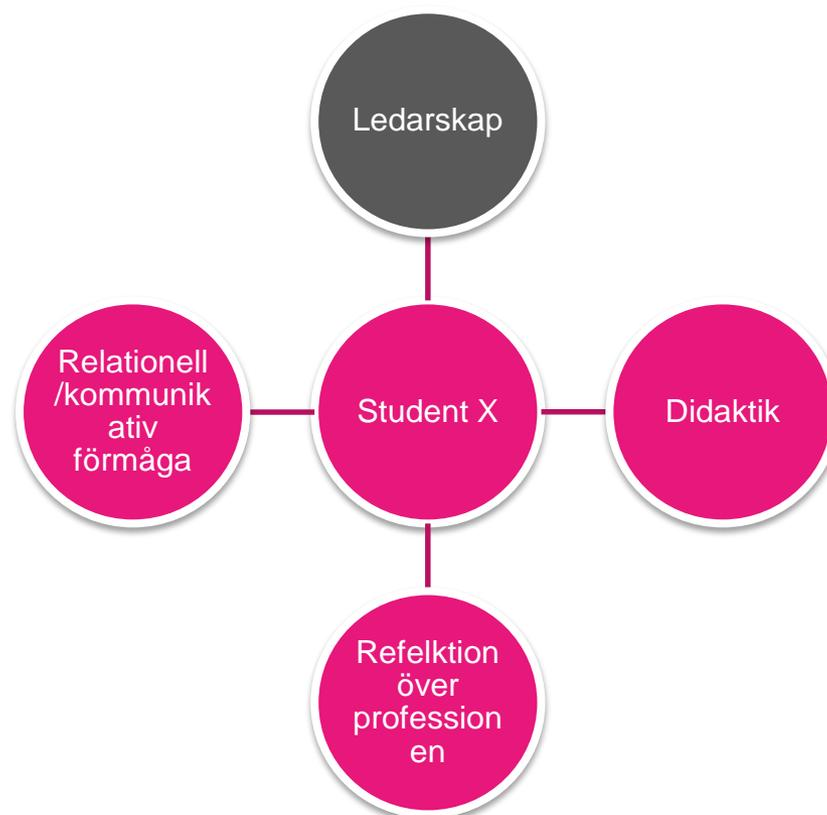 Ledarskap
Relationell
/kommunik
ativ
förmåga
Student X
Didaktik
Refelktion
över
profession
en